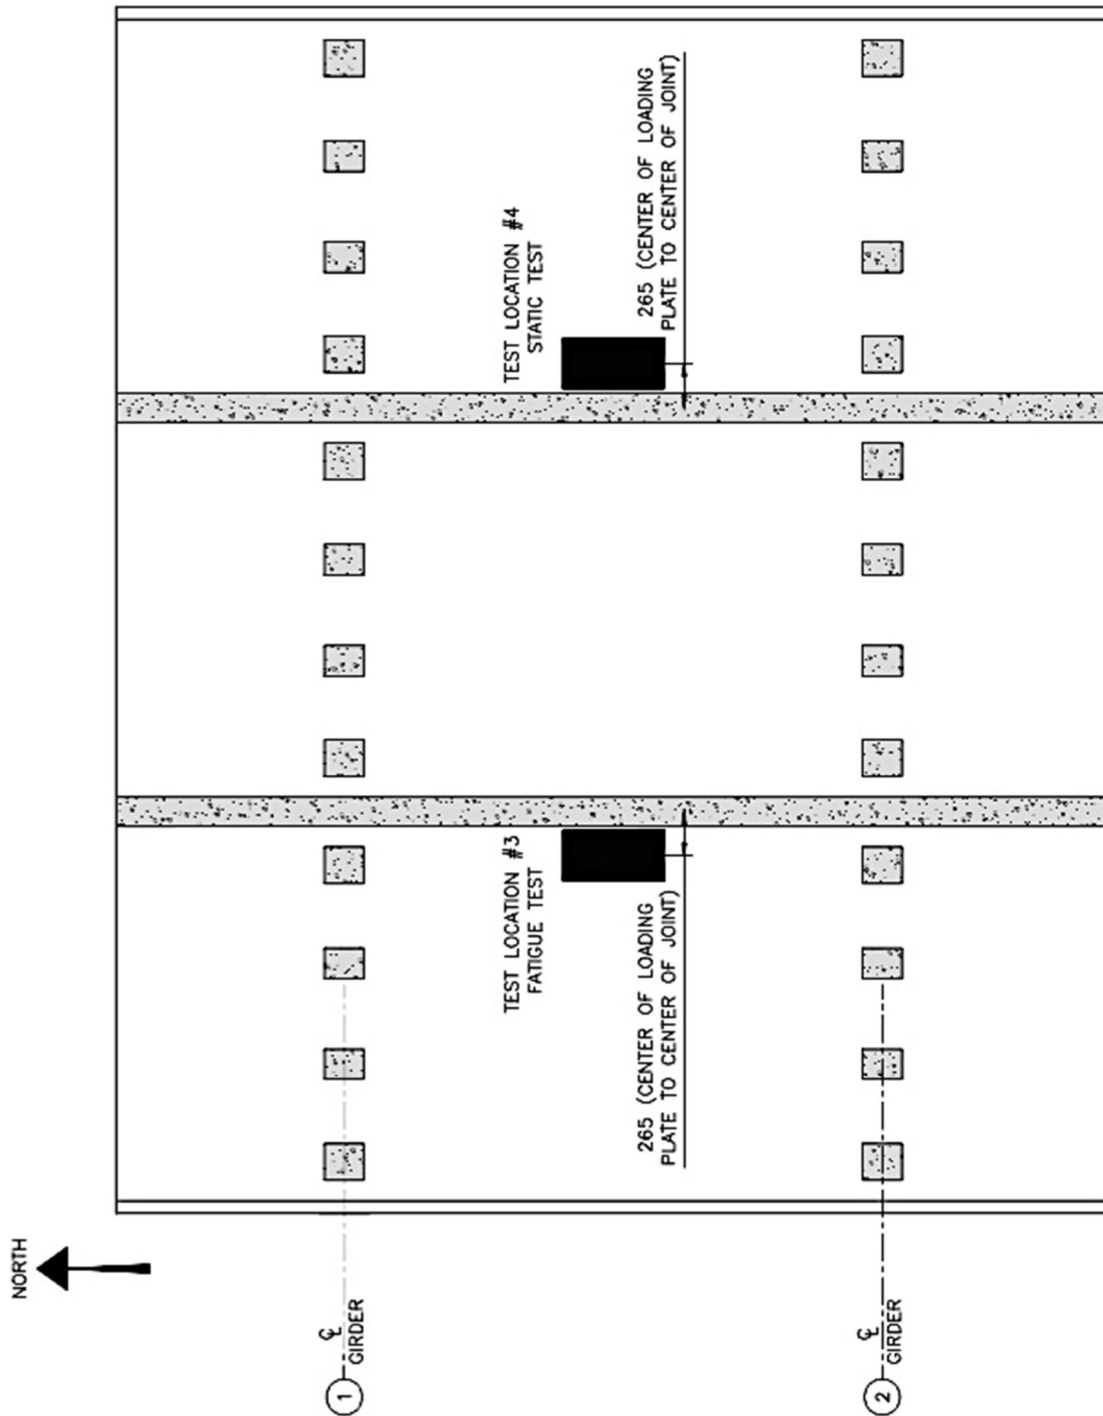 NORTH
TEST LOCATION #4
STATIC TEST
265 (CENTER OF LOADING
PLATE TO CENTER OF JOINT)
TEST LOCATION #3
FATIGUE TEST
265 (CENTER OF LOADING
PLATE TO CENTER OF JOINT)
1
℄
GIRDER
2
℄
GIRDER